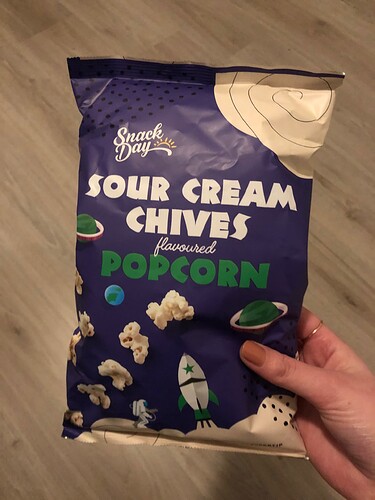 Snack
Day
SOUR CREAM
CHIVES
flavoured
POPCORN